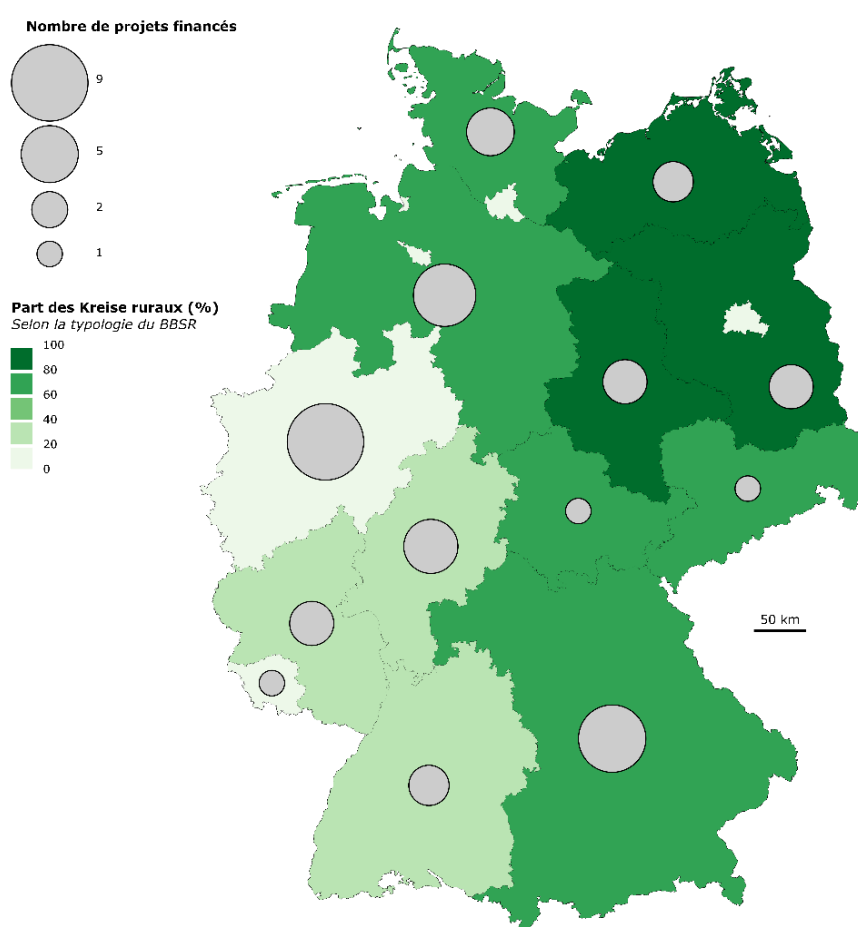 Nombre de projets financés
9
5
2
1
Part des Kreise ruraux (%)
Selon la typologie du BBSR
100
80
60
40
20
0
50 km